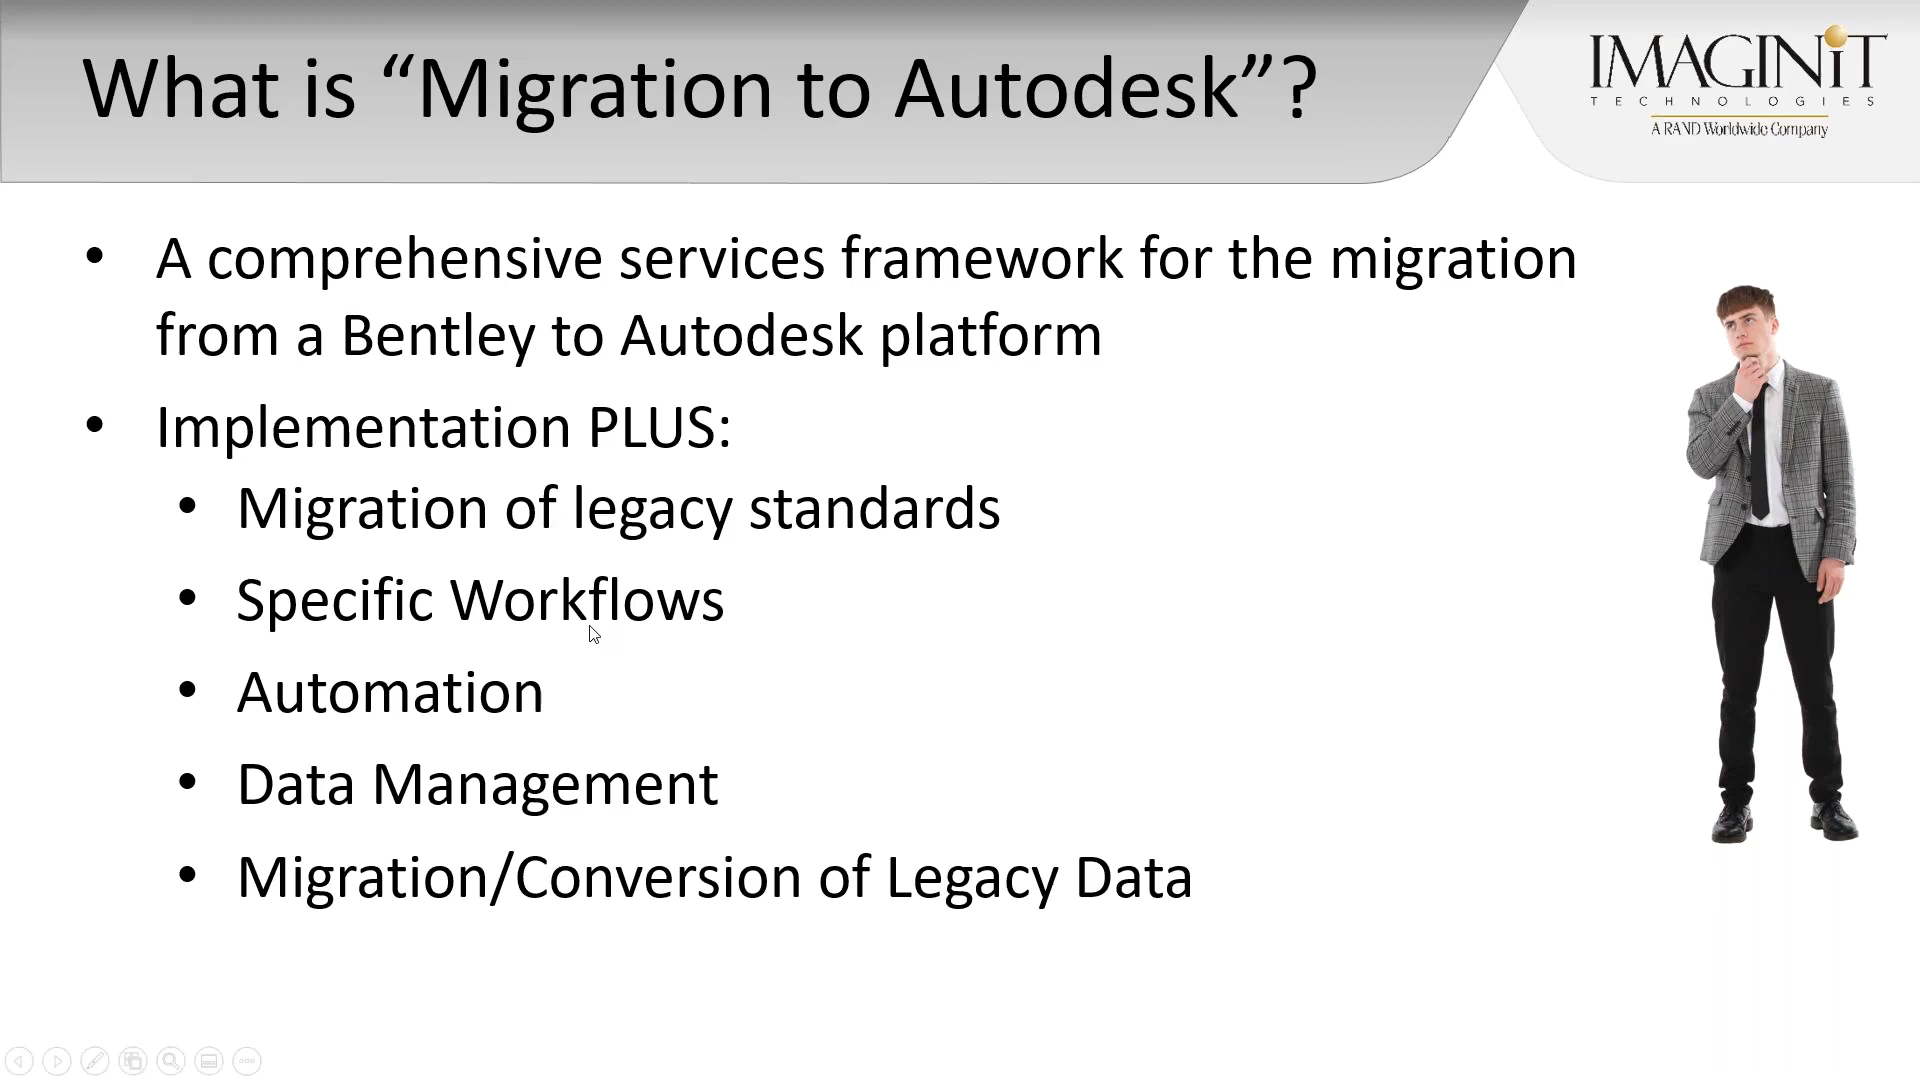 What is “Migration to Autodesk”?
IMAGINiT
TECHNOLOGIES
A RAND Worldwide Company
• A comprehensive services framework for the migration
from a Bentley to Autodesk platform
• Implementation PLUS:
• Migration of legacy standards
• Specific Workflows
• Automation
• Data Management
• Migration/Conversion of Legacy Data